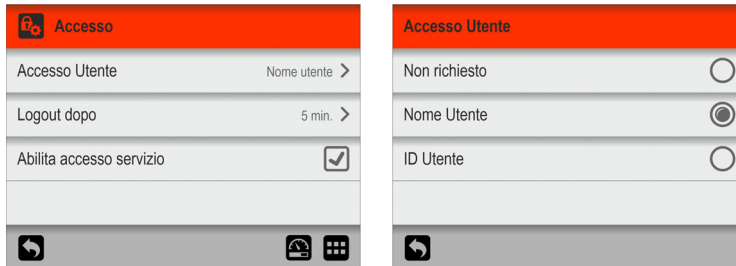 Accesso
Accesso Utente Nome utente
Logout dopo 5 min.
Abilita accesso servizio
Accesso Utente
Non richiesto
Nome Utente
ID Utente